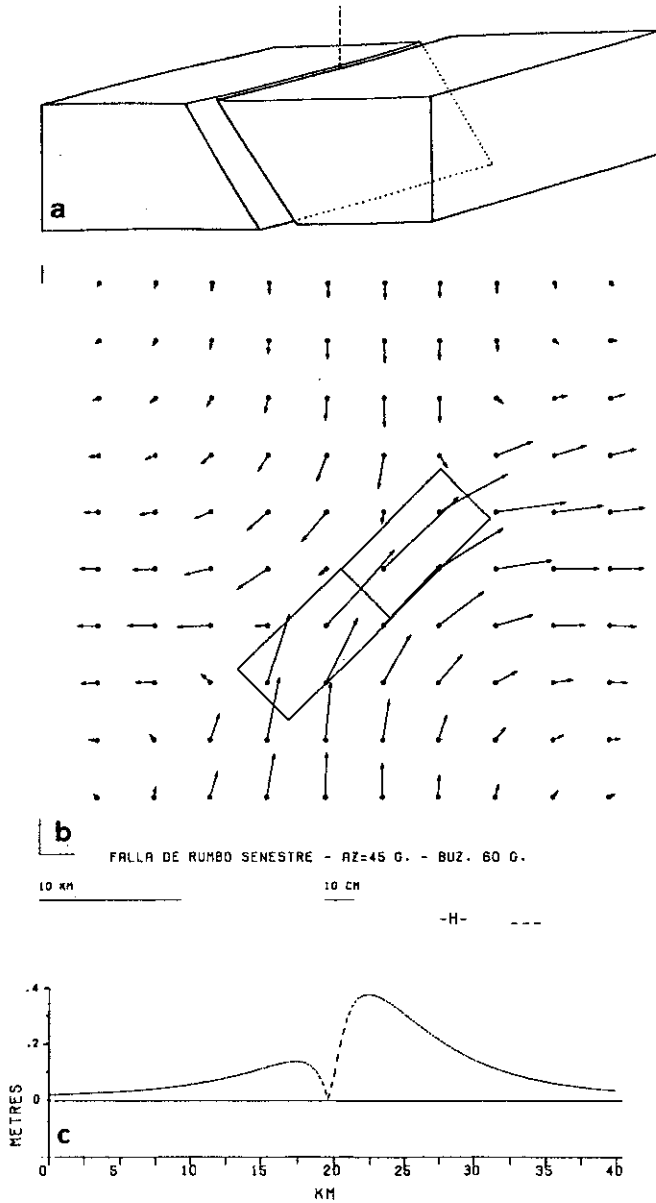 a
b
FALLA DE RUMBO SENESTRE - AZ=45 G. - BUZ. 60 G.
10 KM 10 CM
-H- ---
.4
.2
0
METRES
c
0 5 10 15 20 25 30 35 40
KM